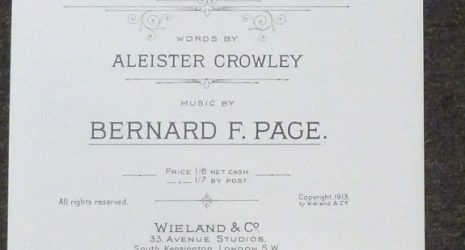 WORDS BY
ALEISTER CROWLEY
MUSIC BY
BERNARD F. PAGE.
PRICE 1/6 NET CASH
1/7 BY POST.
All rights reserved.
Copyright 1913
by Wieland & Co
WIELAND & Co.
33, AVENUE STUDIOS,
South Kensington, LONDON S.W.